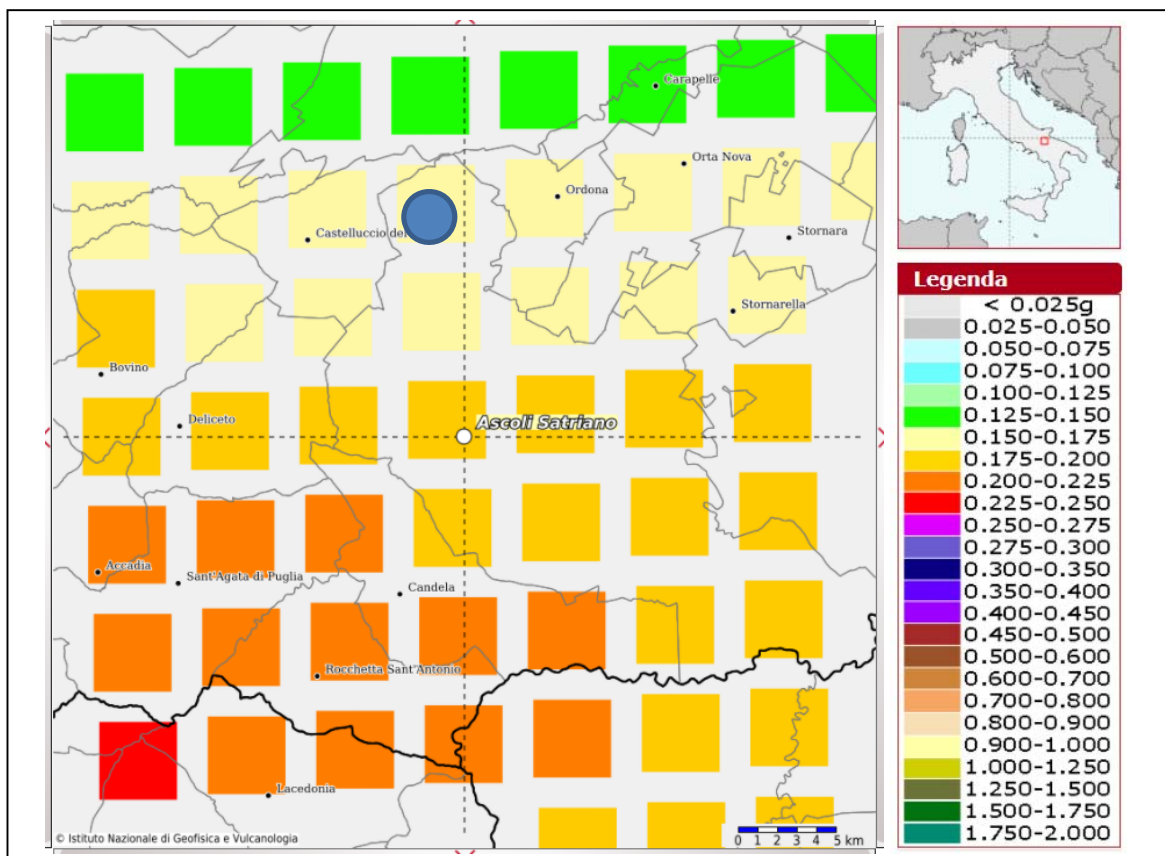 Carapelle
Orta Nova
Ordona
Castelluccio dei
Stornara
Stornarella
Bovino
Deliceto
Ascoli Satriano
Accadia
Sant'Agata di Puglia
Candela
Rocchetta Sant'Antonio
Lacedonia
© Istituto Nazionale di Geofisica e Vulcanologia
0 1 2 3 4 5 km
Legenda
< 0.025g
0.025-0.050
0.050-0.075
0.075-0.100
0.100-0.125
0.125-0.150
0.150-0.175
0.175-0.200
0.200-0.225
0.225-0.250
0.250-0.275
0.275-0.300
0.300-0.350
0.350-0.400
0.400-0.450
0.450-0.500
0.500-0.600
0.600-0.700
0.700-0.800
0.800-0.900
0.900-1.000
1.000-1.250
1.250-1.500
1.500-1.750
1.750-2.000